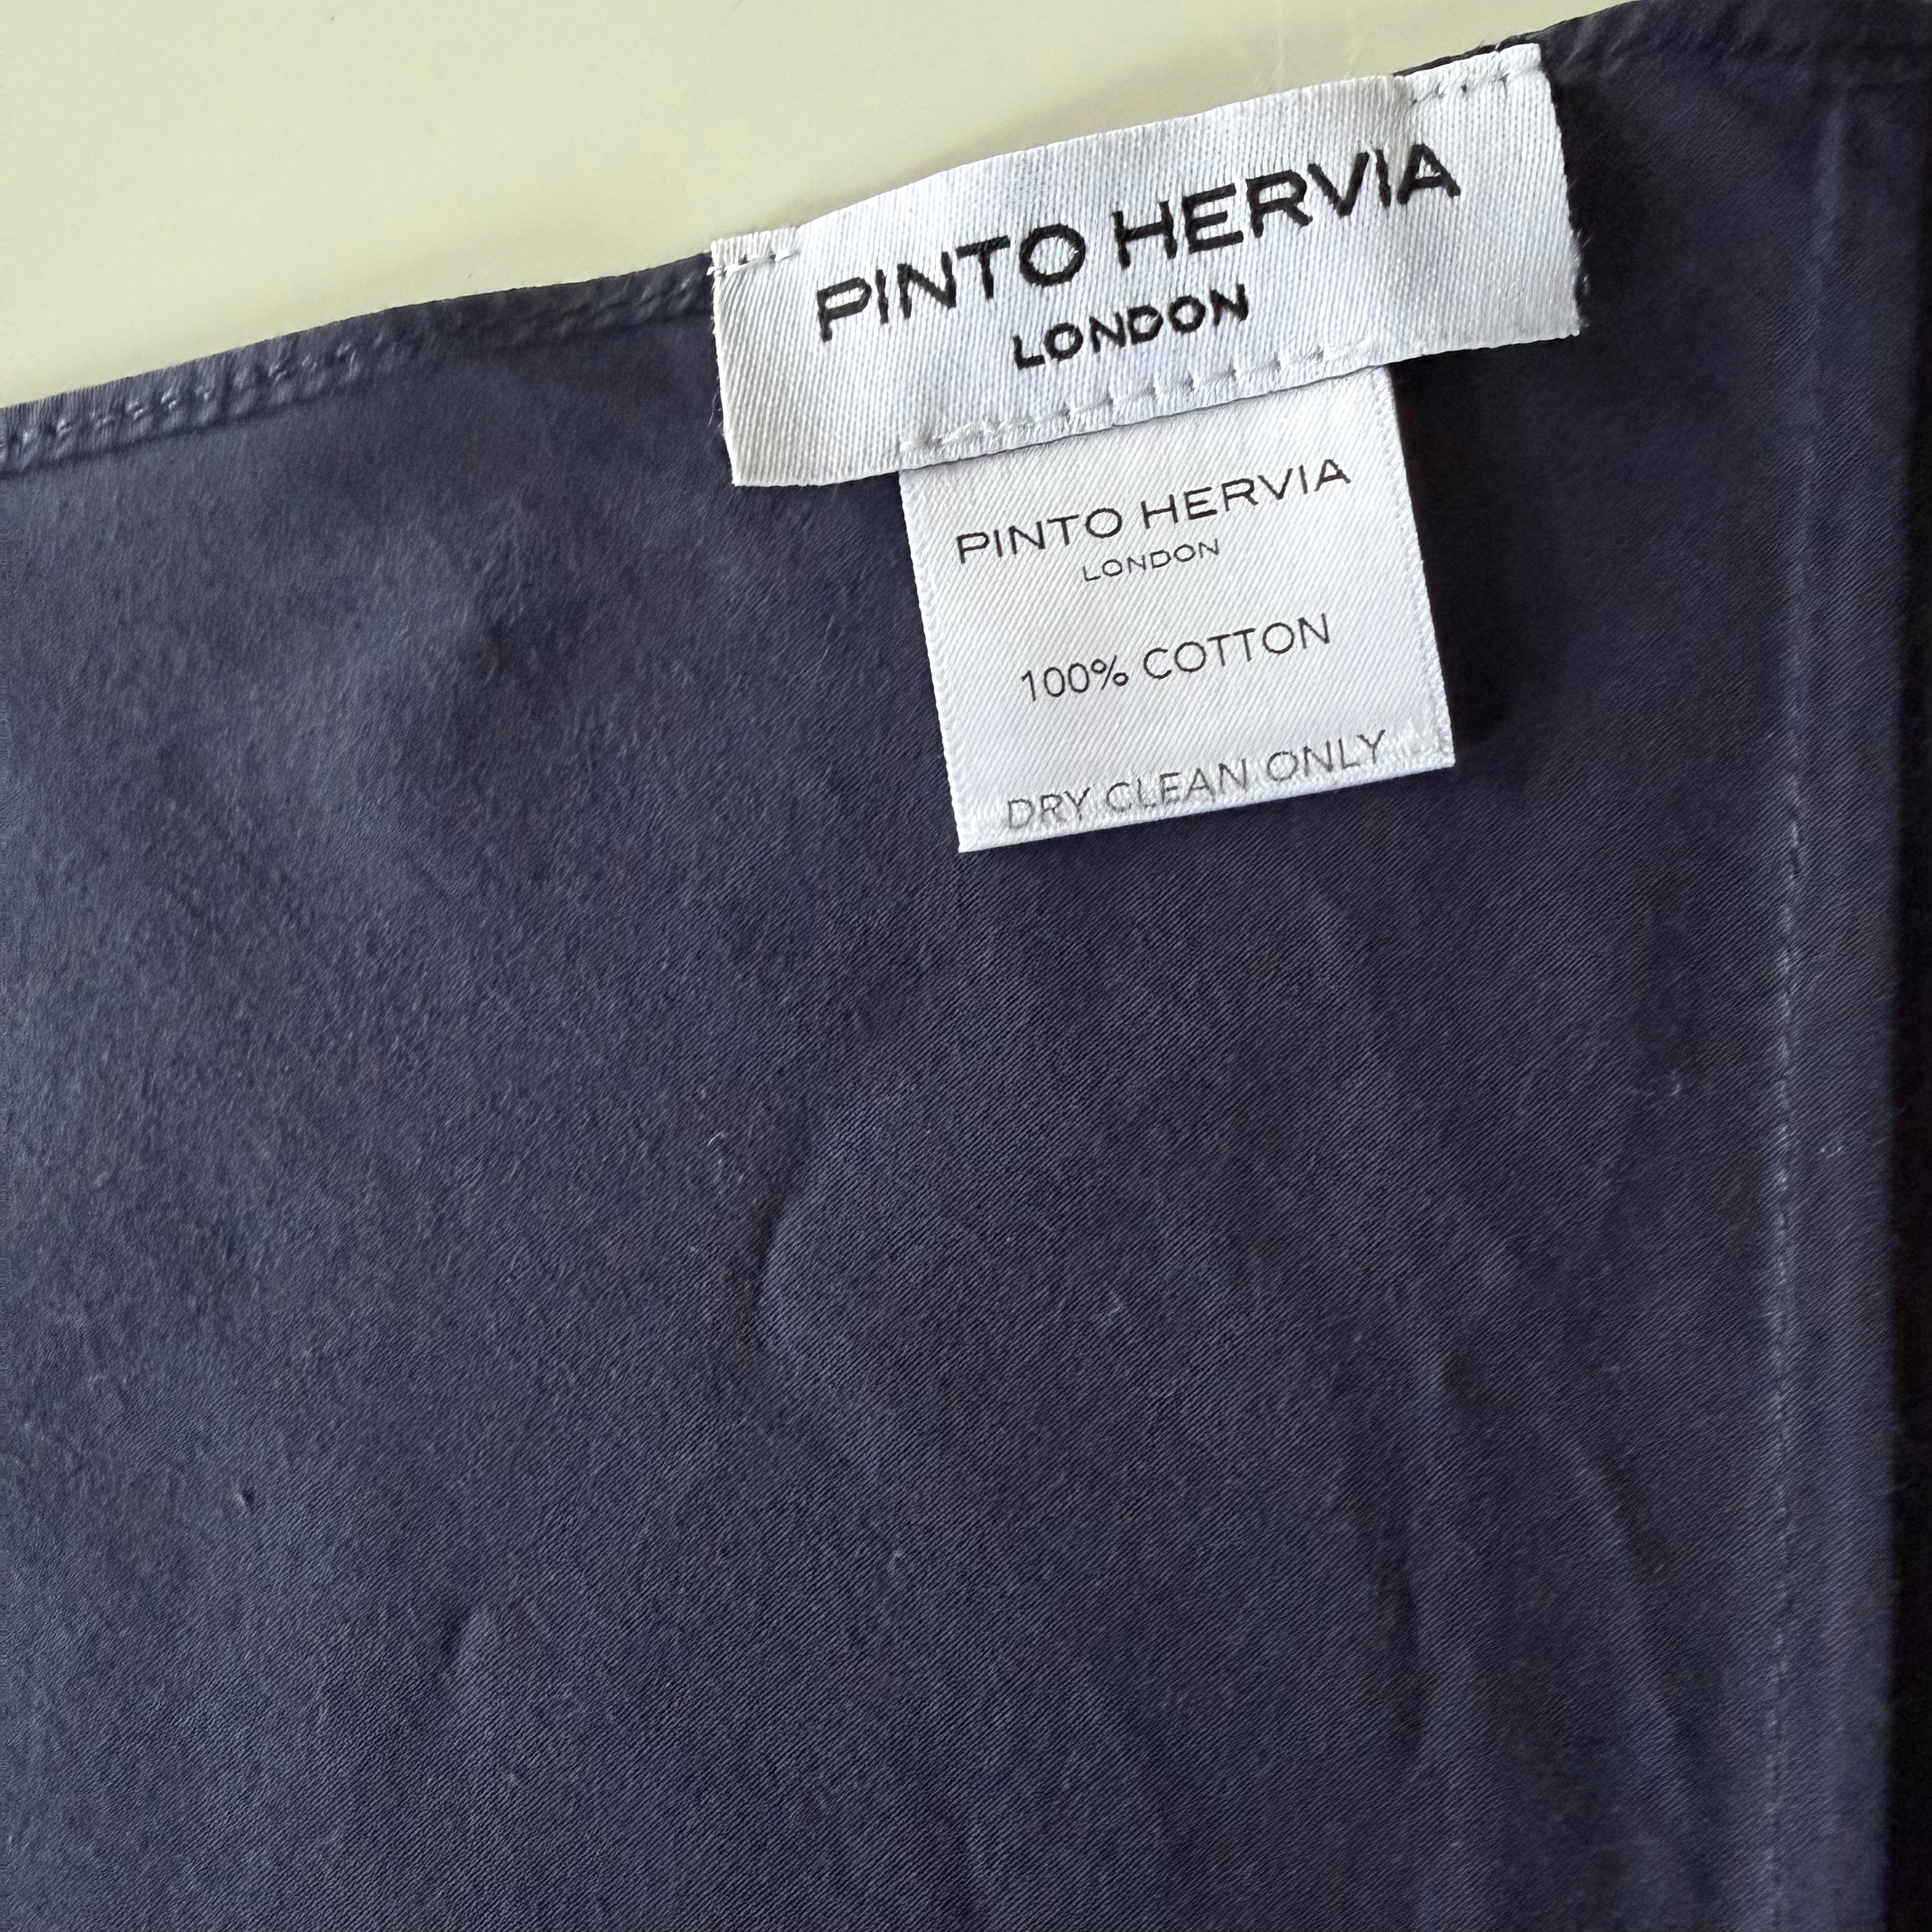 PINTO HERVIA
LONDON
PINTO HERVIA
LONDON
100% COTTON
DRY CLEAN ONLY